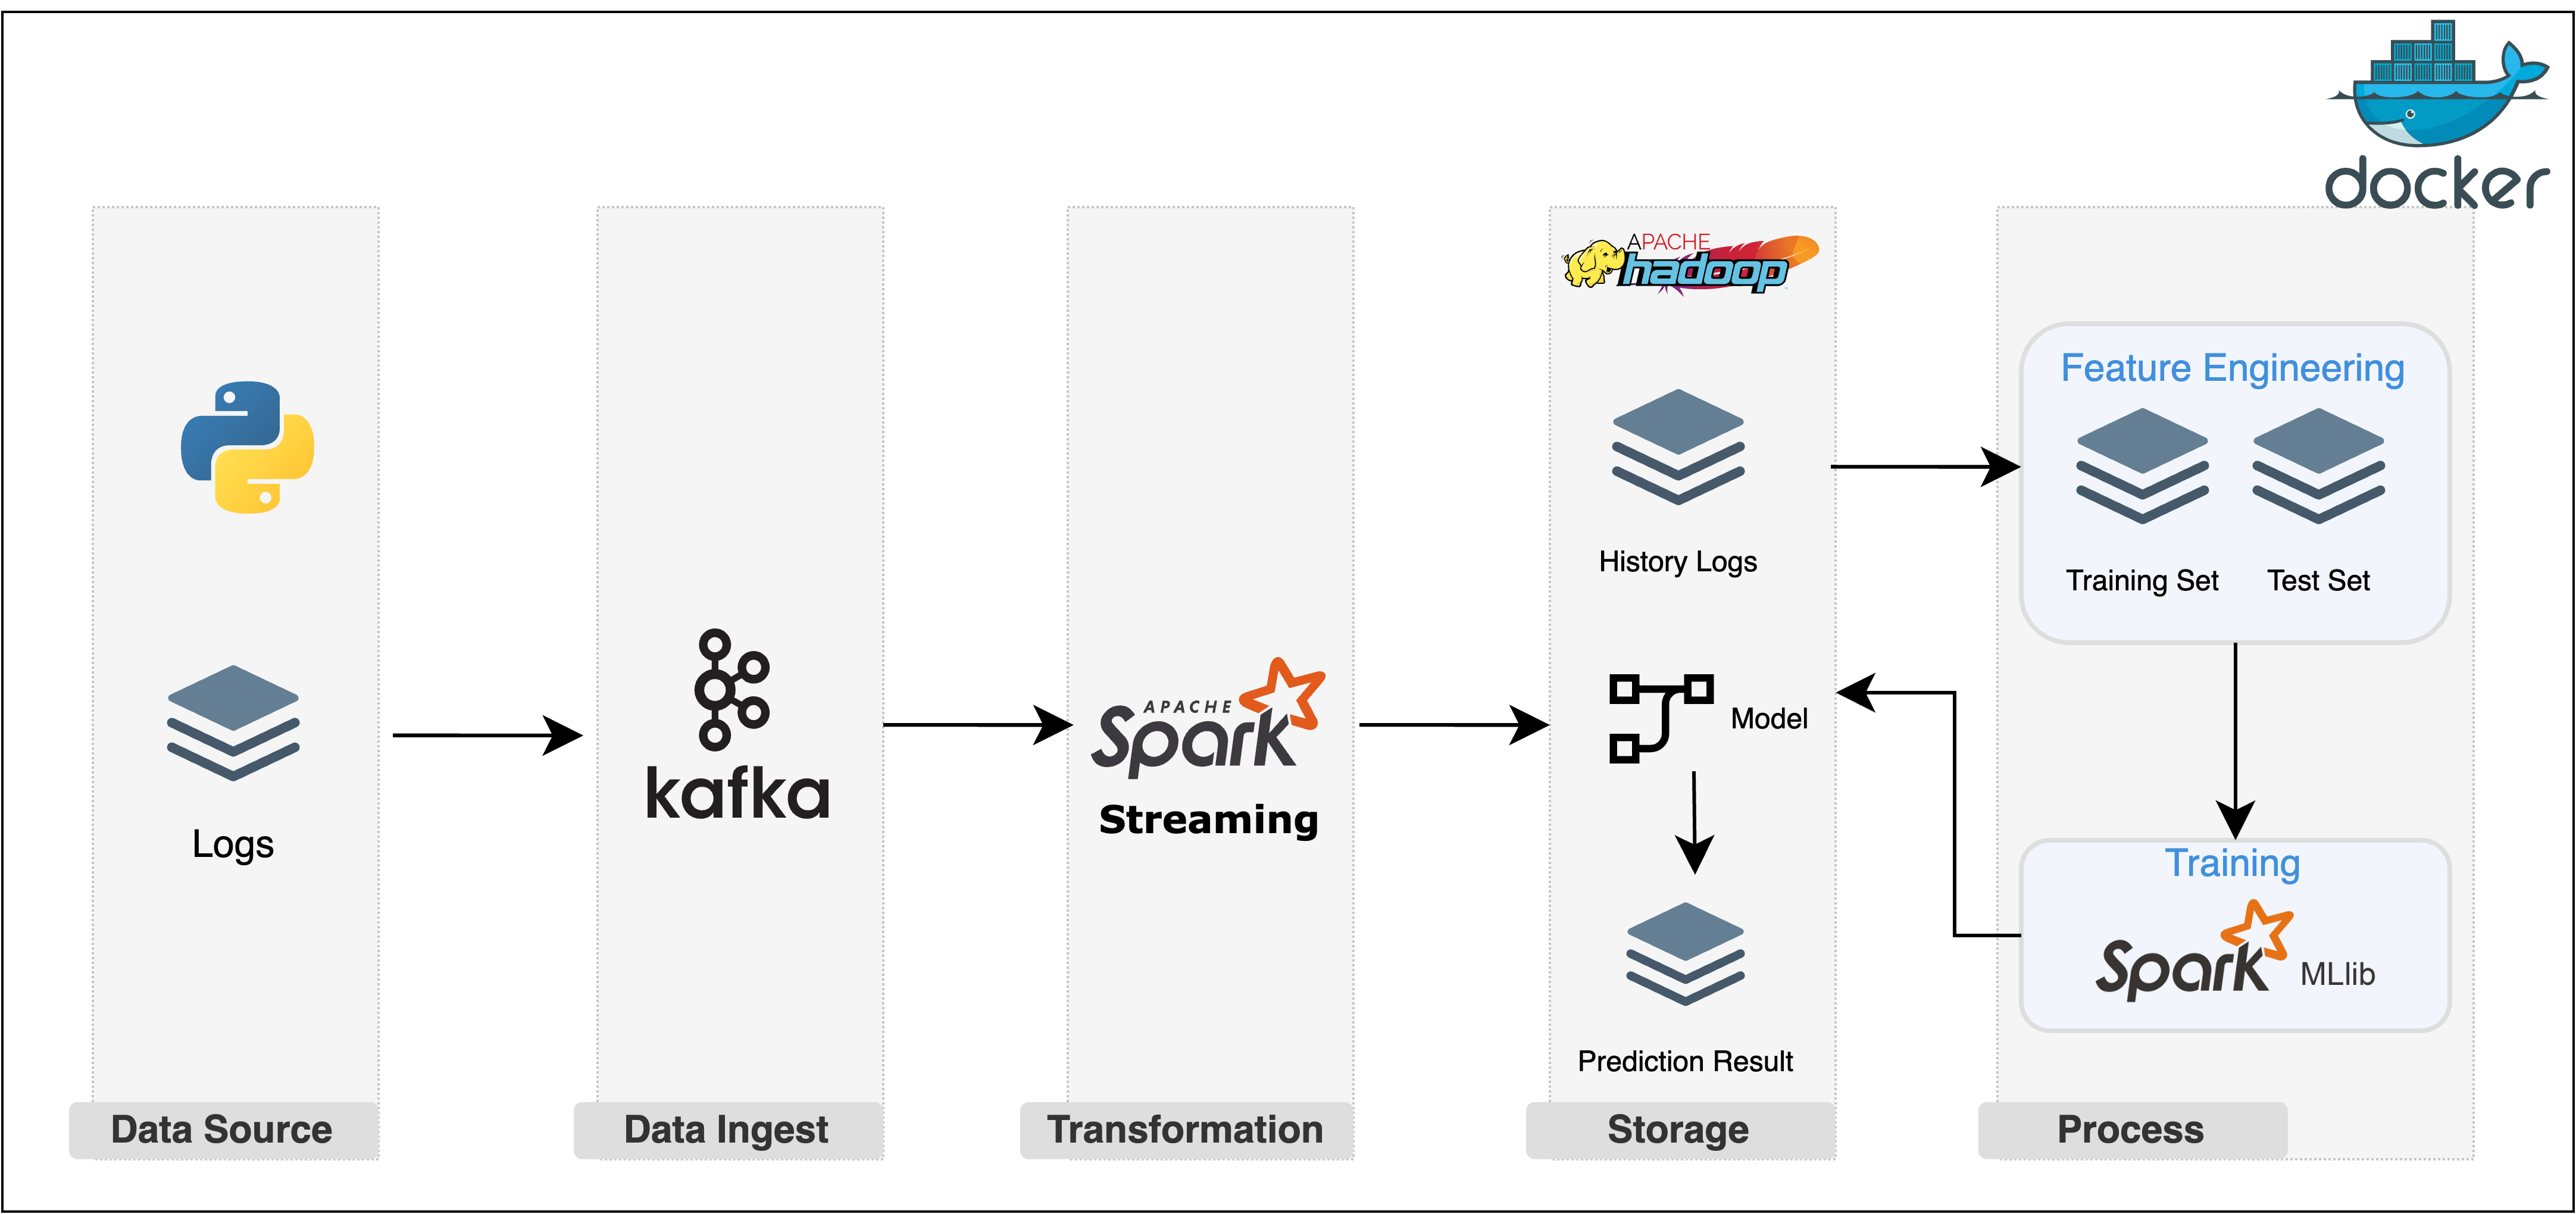 docker
APACHE
hadoop
Feature Engineering
Training Set
Test Set
History Logs
Logs
kafka
APACHE
Spark
Streaming
Model
Prediction Result
Training
Spark MLlib
Data Source
Data Ingest
Transformation
Storage
Process